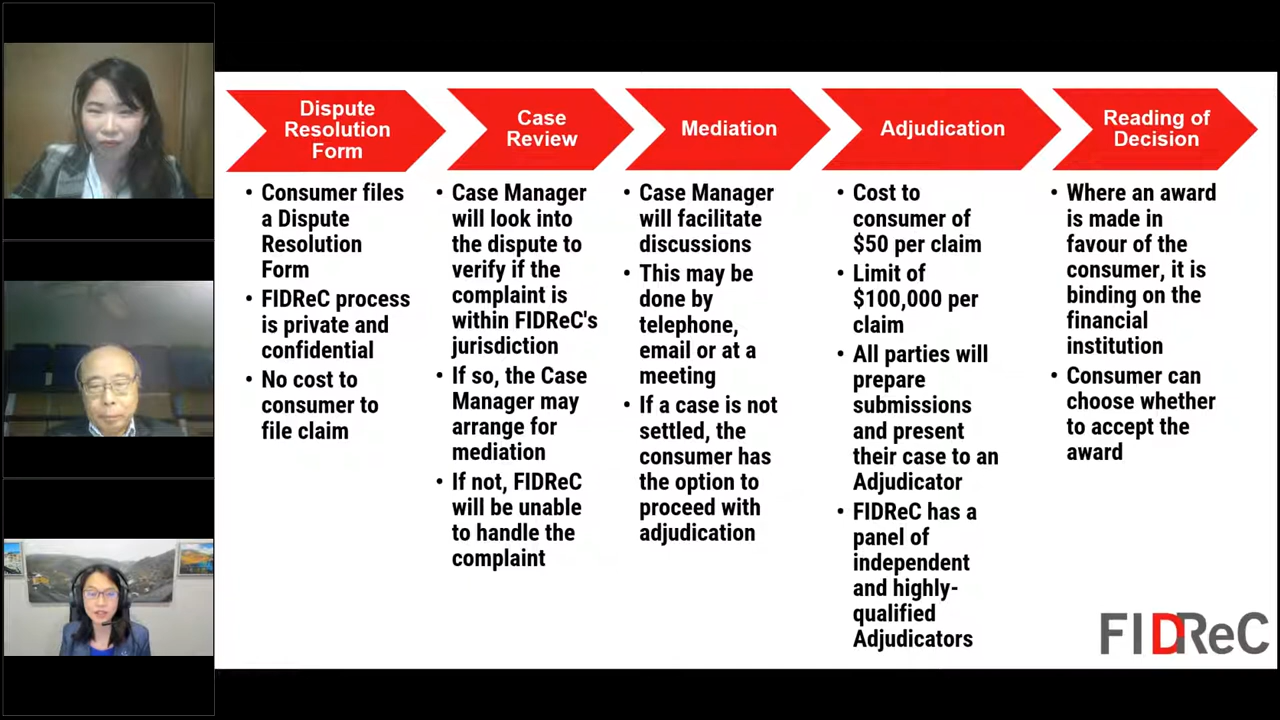 Dispute
Resolution
Form
Case
Review
Mediation
Adjudication
Reading of
Decision
• Consumer files
a Dispute
Resolution
Form
• FIDReC process
is private and
confidential
• No cost to
consumer to
file claim
• Case Manager
will look into
the dispute to
verify if the
complaint is
within FIDReC's
jurisdiction
• If so, the Case
Manager may
arrange for
mediation
• If not, FIDReC
will be unable
to handle the
complaint
• Case Manager
will facilitate
discussions
• This may be
done by
telephone,
email or at a
meeting
• If a case is not
settled, the
consumer has
the option to
proceed with
adjudication
• Cost to
consumer of
$50 per claim
• Limit of
$100,000 per
claim
• All parties will
prepare
submissions
and present
their case to an
Adjudicator
• FIDReC has a
panel of
independent
and highly-
qualified
Adjudicators
• Where an award
is made in
favour of the
consumer, it is
binding on the
financial
institution
• Consumer can
choose whether
to accept the
award
FIDReC